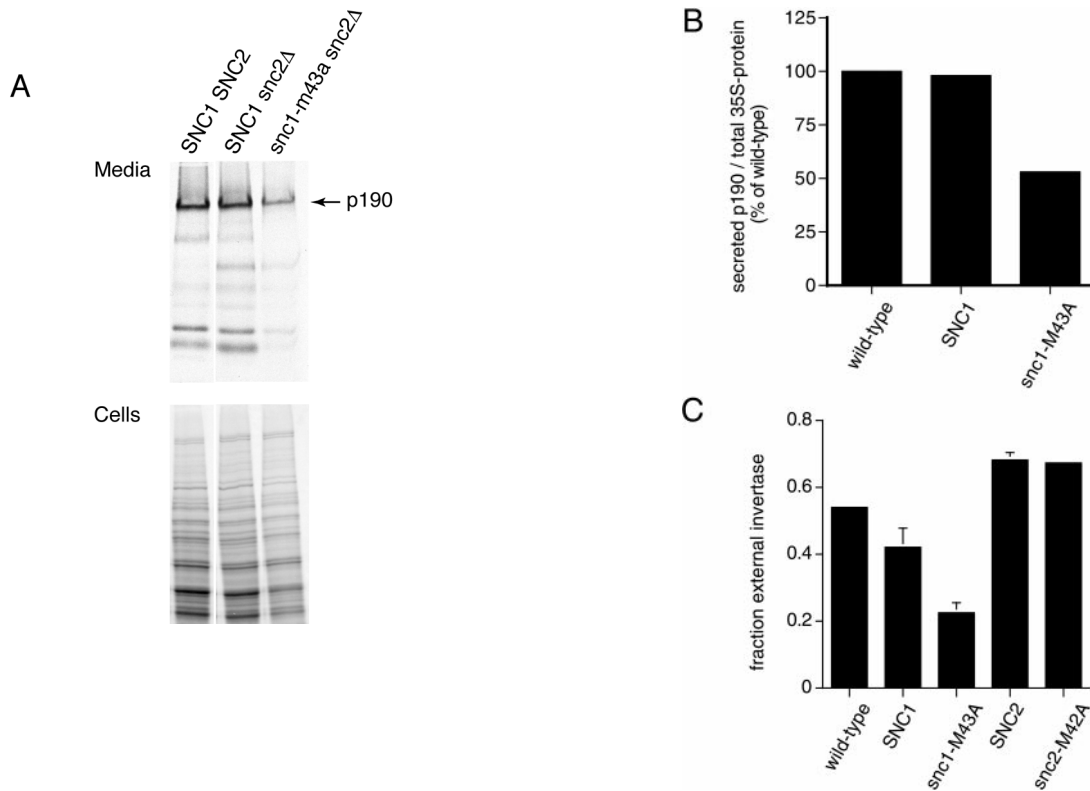 A
SNC1 SNC2
SNC1 snc2Δ
snc1-m43a snc2Δ
Media
p190
Cells
B
secreted p190 / total 35S-protein
(% of wild-type)
125
100
75
50
25
0
wild-type
SNC1
snc1-M43A
C
fraction external invertase
0.8
0.6
0.4
0.2
0
wild-type
SNC1
snc1-M43A
SNC2
snc2-M42A